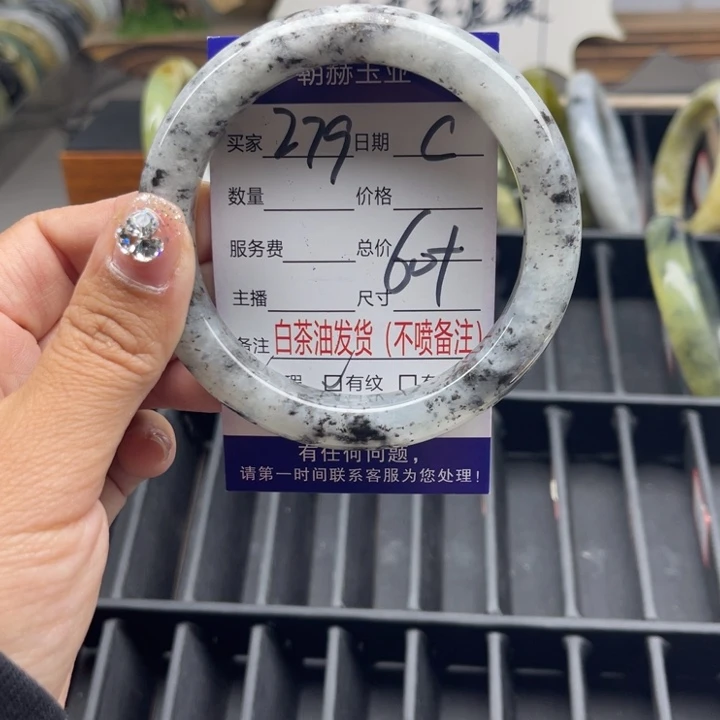 朝赫玉业
买家 279 日期 C
数量 价格
服务费 总价
主播 尺寸 60+
备注 白茶油发货（不喷备注）
有纹
有任何问题，
请第一时间联系客服为您处理！